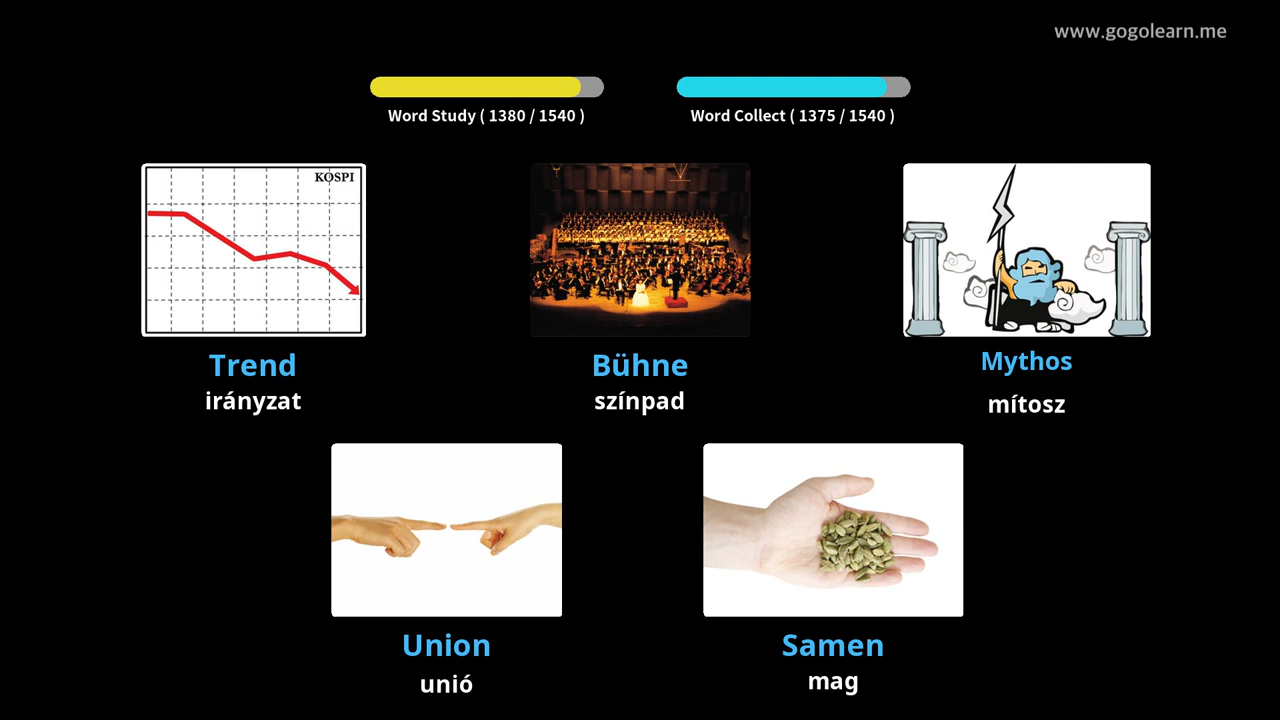 www.gogolearn.me
Word Study ( 1380 / 1540 )
Word Collect ( 1375 / 1540 )
KOSPI
Trend
irányzat
Bühne
színpad
Mythos
mítosz
Union
unió
Samen
mag